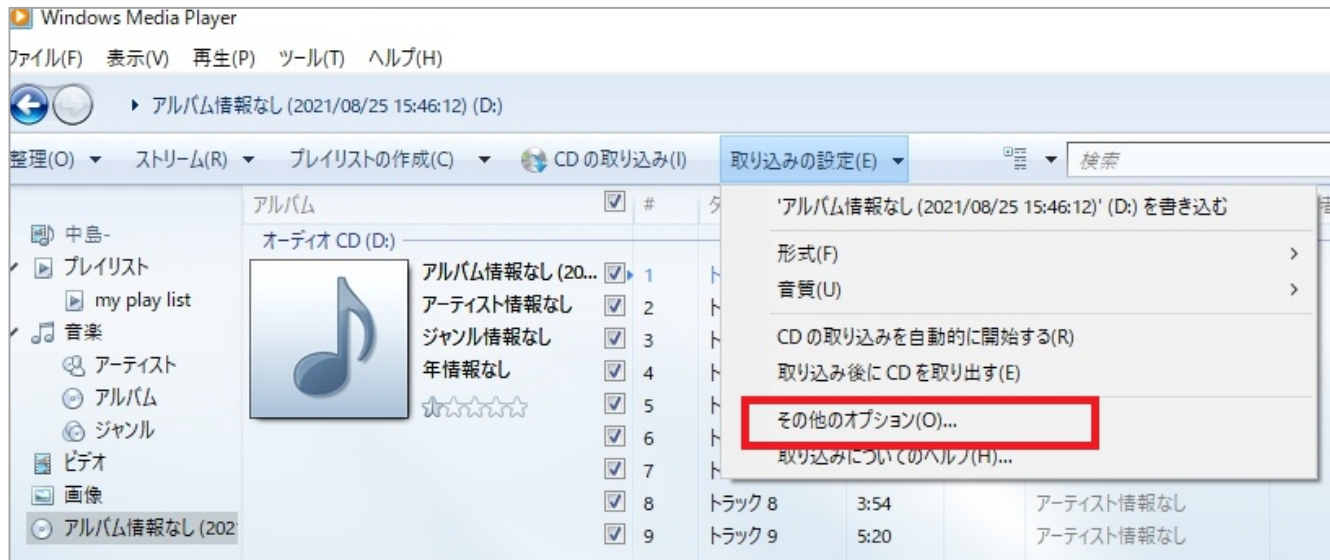 Windows Media Player
ファイル(F) 表示(V) 再生(P) ツール(T) ヘルプ(H)
アルバム情報なし (2021/08/25 15:46:12) (D:)
整理(O) ストリーム(R) プレイリストの作成(C) CD の取り込み(I) 取り込みの設定(E) 検索
アルバム #
'アルバム情報なし (2021/08/25 15:46:12)' (D:) を書き込む
形式(F)
音質(U)
CD の取り込みを自動的に開始する(R)
取り込み後に CD を取り出す(E)
その他のオプション(O)...
取り込みについてのヘルプ(H)...
中島-
プレイリスト
my play list
音楽
アーティスト
アルバム
ジャンル
ビデオ
画像
アルバム情報なし (202
オーディオ CD (D:)
アルバム情報なし (20...
アーティスト情報なし
ジャンル情報なし
年情報なし
1
2
3
4
5
6
7
8 トラック 8 3:54 アーティスト情報なし
9 トラック 9 5:20 アーティスト情報なし